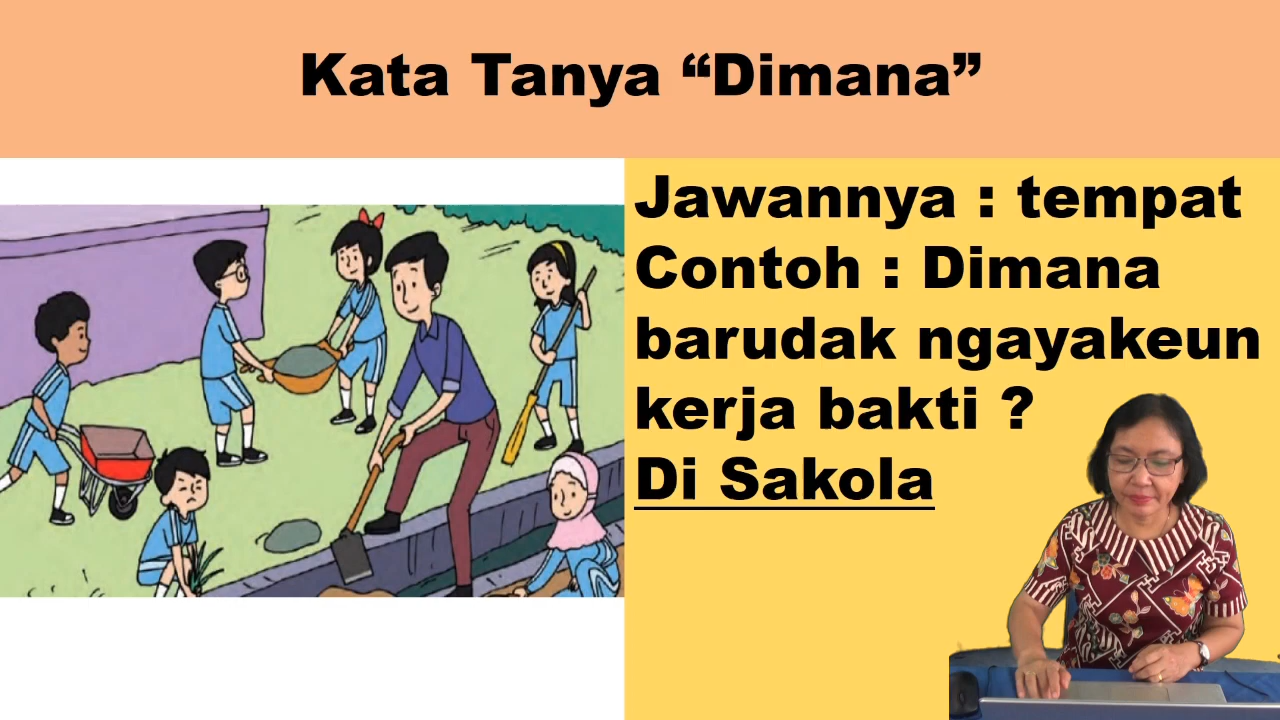 Kata Tanya “Dimana”
Jawannya : tempat
Contoh : Dimana
barudak ngayakeun
kerja bakti ?
Di Sakola